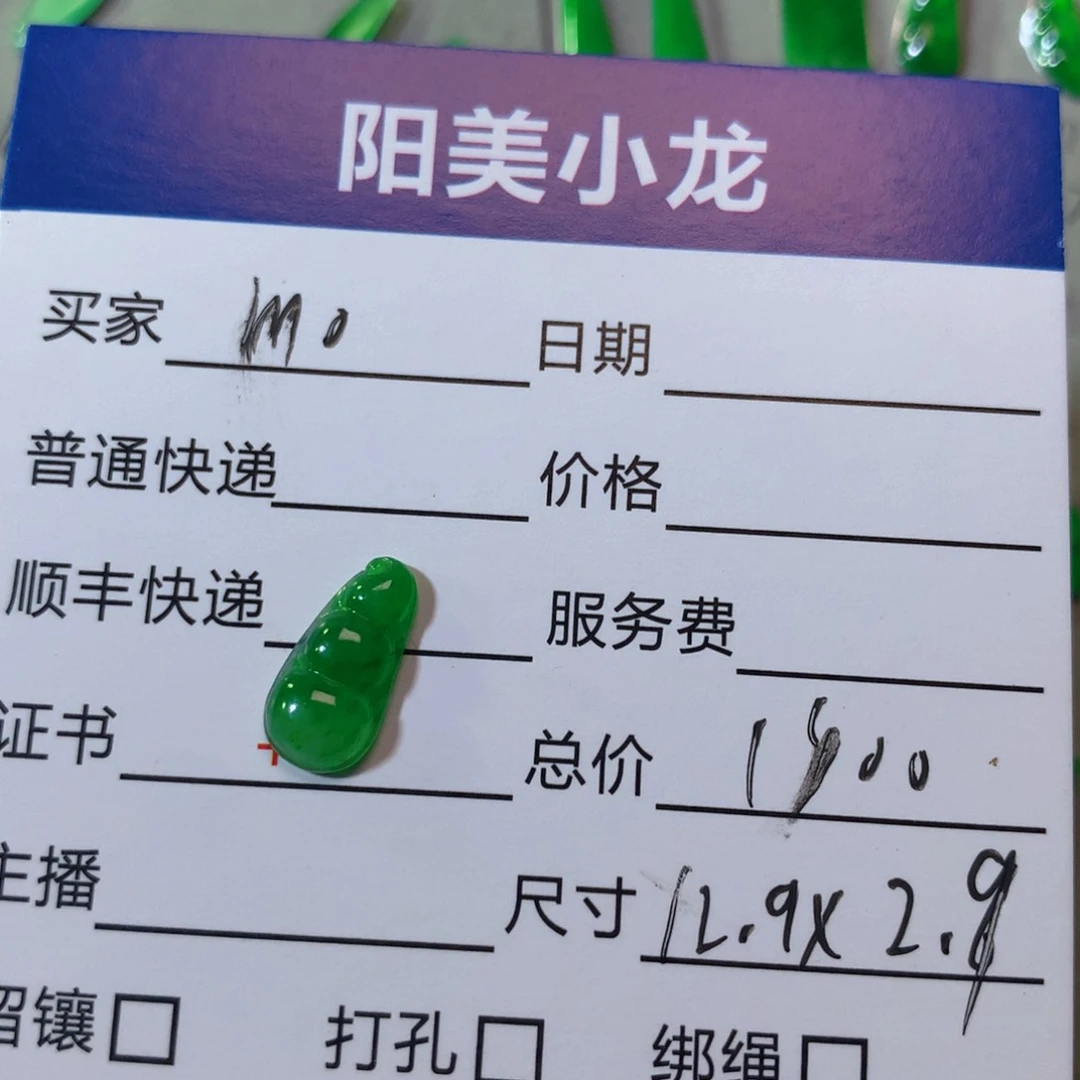 阳美小龙
买家 mo 日期
普通快递 价格
顺丰快递 服务费
证书 总价
主播 尺寸 12.9x2.9
留镶 打孔 绑绳